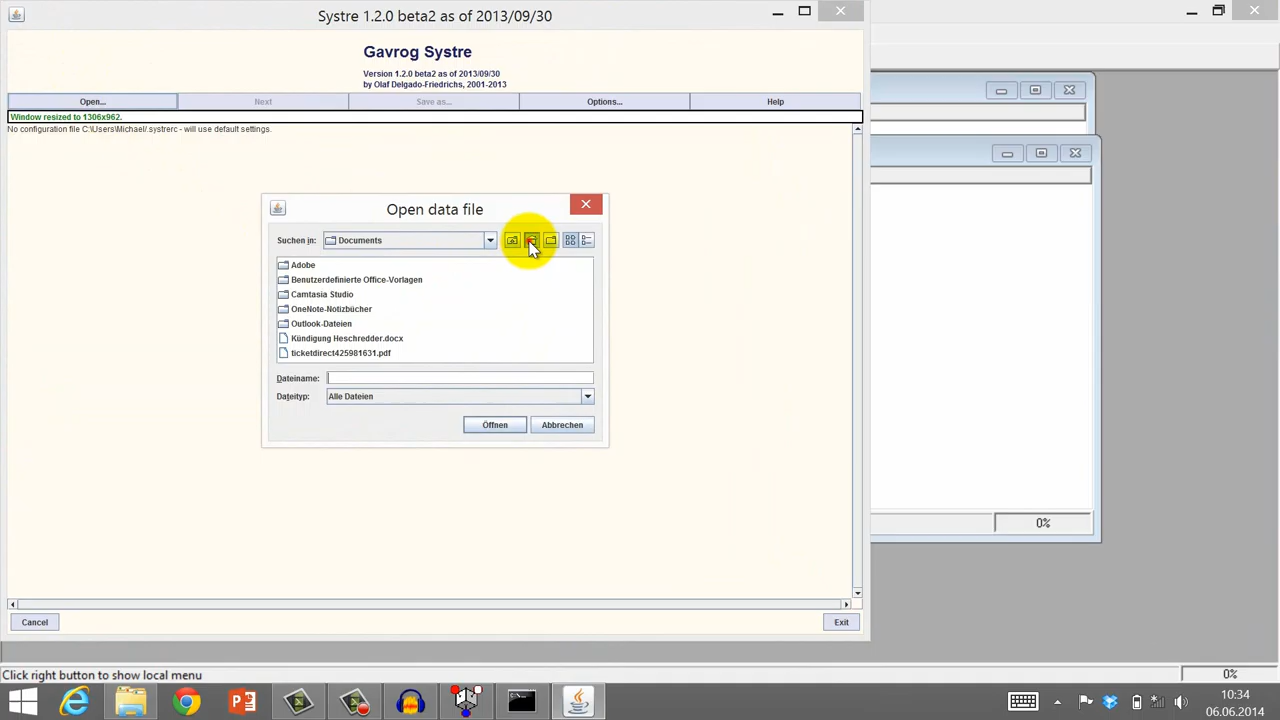 Systre 1.2.0 beta2 as of 2013/09/30
Gavrog Systre
Version 1.2.0 beta2 as of 2013/09/30
by Olaf Delgado-Friedrichs, 2001-2013
Open... Next Save as... Options... Help
Window resized to 1306x962.
No configuration file C:\Users\Michael/.systrerc - will use default settings.
Open data file
Suchen in: Documents
Adobe
Benutzerdefinierte Office-Vorlagen
Camtasia Studio
OneNote-Notizbücher
Outlook-Dateien
Kündigung Heschredder.docx
ticketdirect425981631.pdf
Dateiname:
Dateityp: Alle Dateien
Öffnen Abbrechen
0%
Cancel Exit
Click right button to show local menu 0%
10:34
06.06.2014